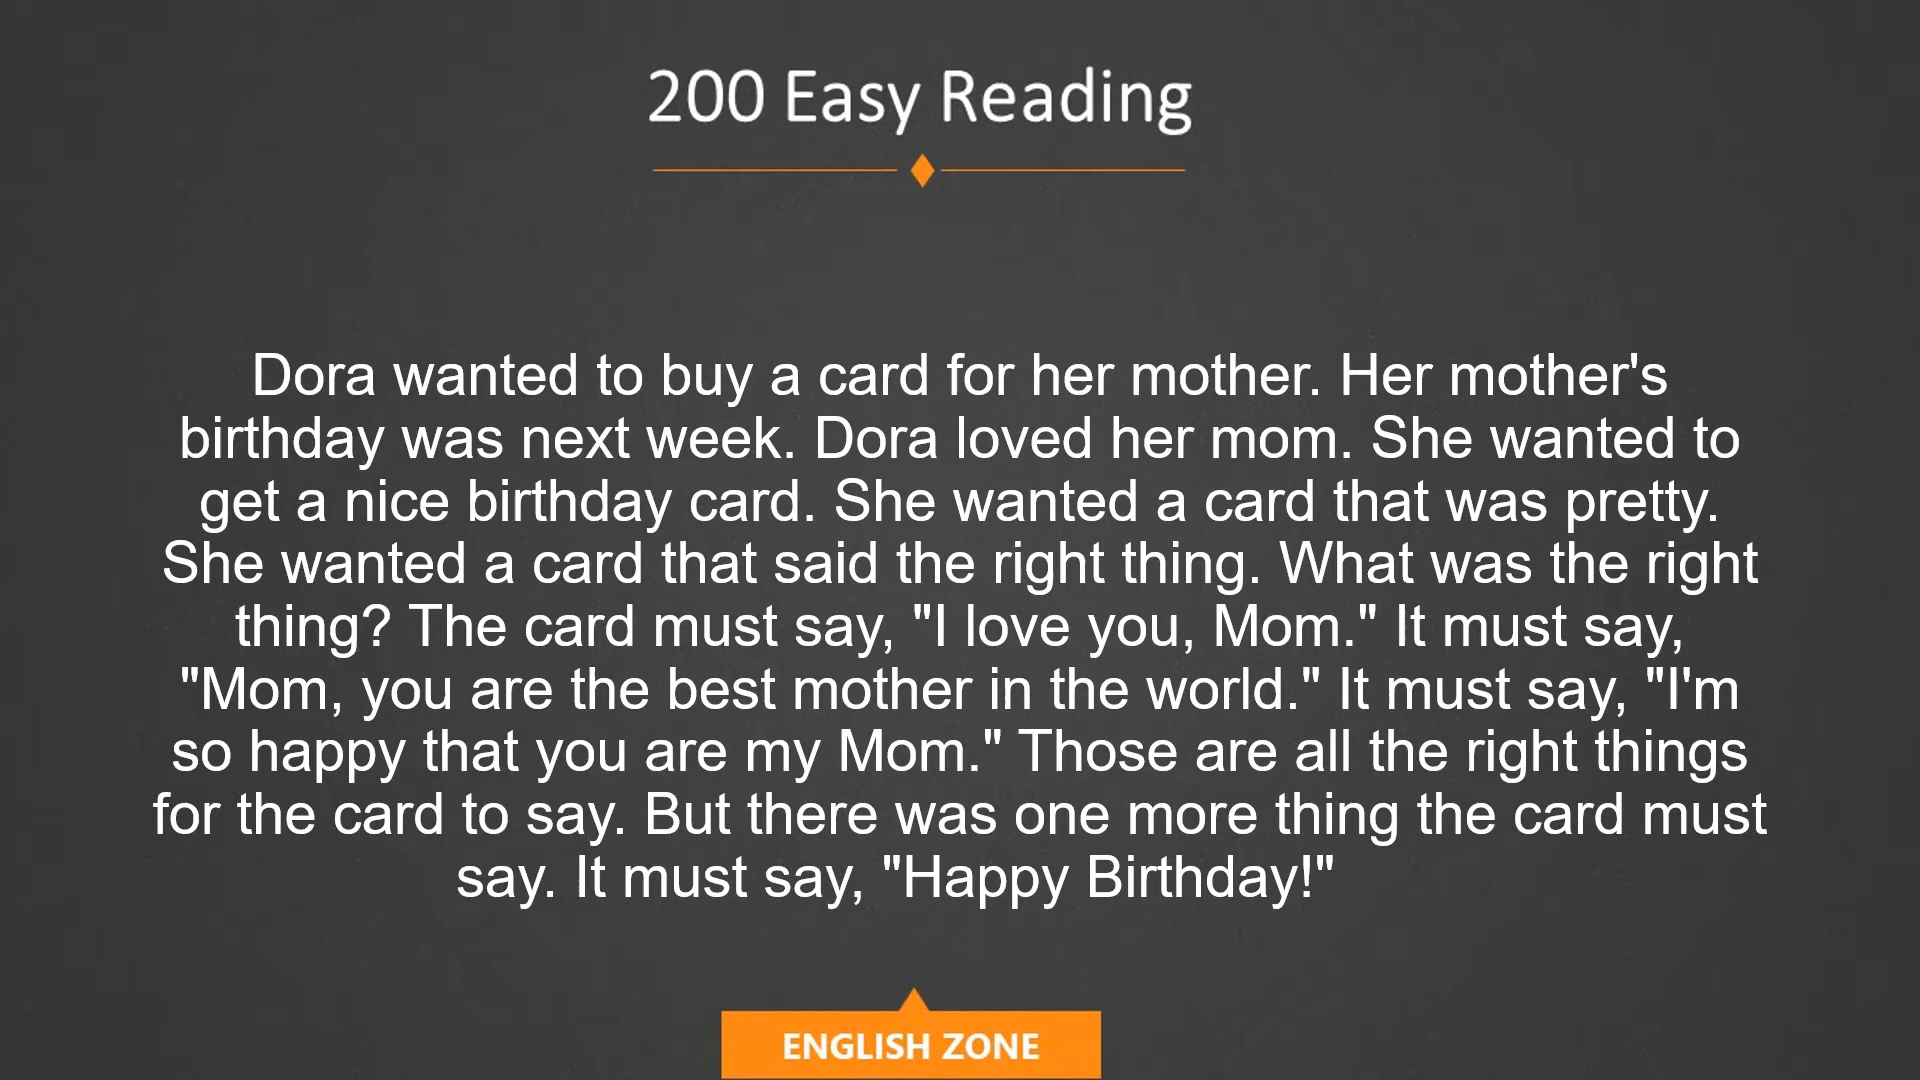 200 Easy Reading
Dora wanted to buy a card for her mother. Her mother's
birthday was next week. Dora loved her mom. She wanted to
get a nice birthday card. She wanted a card that was pretty.
She wanted a card that said the right thing. What was the right
thing? The card must say, "I love you, Mom." It must say,
"Mom, you are the best mother in the world." It must say, "I'm
so happy that you are my Mom." Those are all the right things
for the card to say. But there was one more thing the card must
say. It must say, "Happy Birthday!"
ENGLISH ZONE